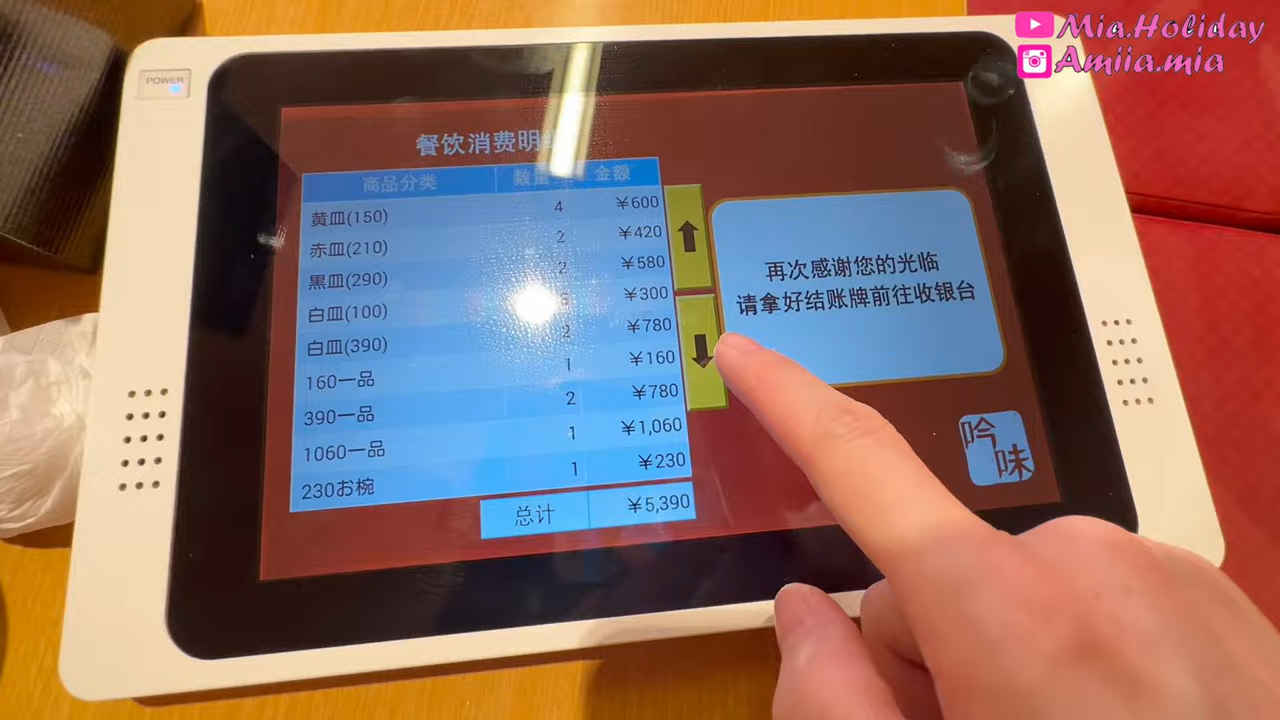 Mia.Holiday
Amiia.mia
POWER
餐饮消费明
商品分类 数量 金额
黄皿(150) 4 ¥600
赤皿(210) 2 ¥420
黒皿(290) 2 ¥580
白皿(100) 3 ¥300
白皿(390) 2 ¥780
160一品 1 ¥160
390一品 2 ¥780
1060一品 1 ¥1,060
230お椀 1 ¥230
总计 ¥5,390
再次感谢您的光临
请拿好结账牌前往收银台
吟味